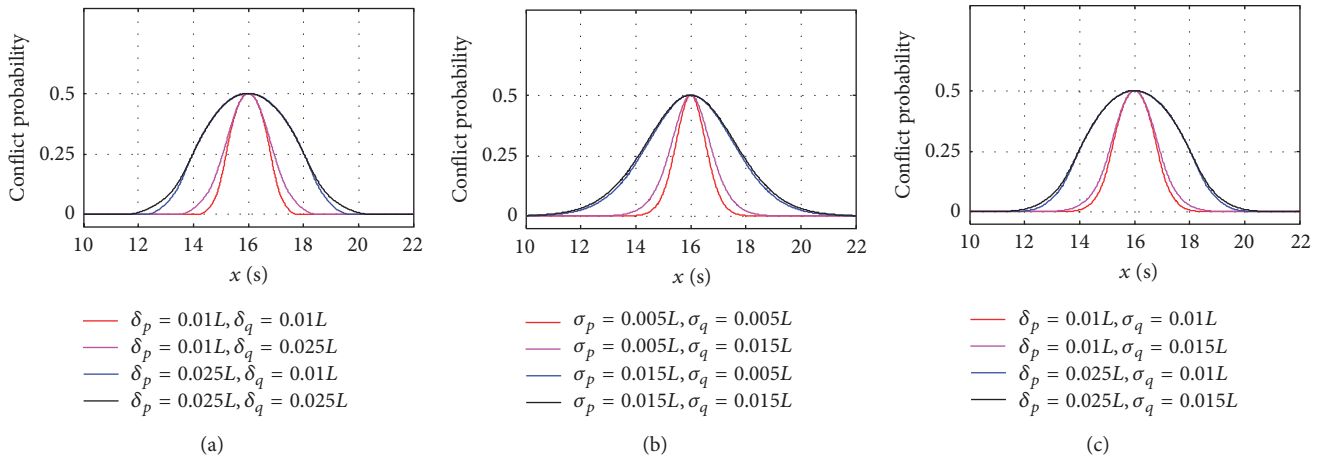 Conflict probability
0.5
0.25
0
10 12 14 16 18 20 22
x (s)
δp = 0.01L, δq = 0.01L
δp = 0.01L, δq = 0.025L
δp = 0.025L, δq = 0.01L
δp = 0.025L, δq = 0.025L
(a)
Conflict probability
0.5
0.25
0
10 12 14 16 18 20 22
x (s)
σp = 0.005L, σq = 0.005L
σp = 0.005L, σq = 0.015L
σp = 0.015L, σq = 0.005L
σp = 0.015L, σq = 0.015L
(b)
Conflict probability
0.5
0.25
0
10 12 14 16 18 20 22
x (s)
δp = 0.01L, σq = 0.01L
δp = 0.01L, σq = 0.015L
δp = 0.025L, σq = 0.01L
δp = 0.025L, σq = 0.015L
(c)